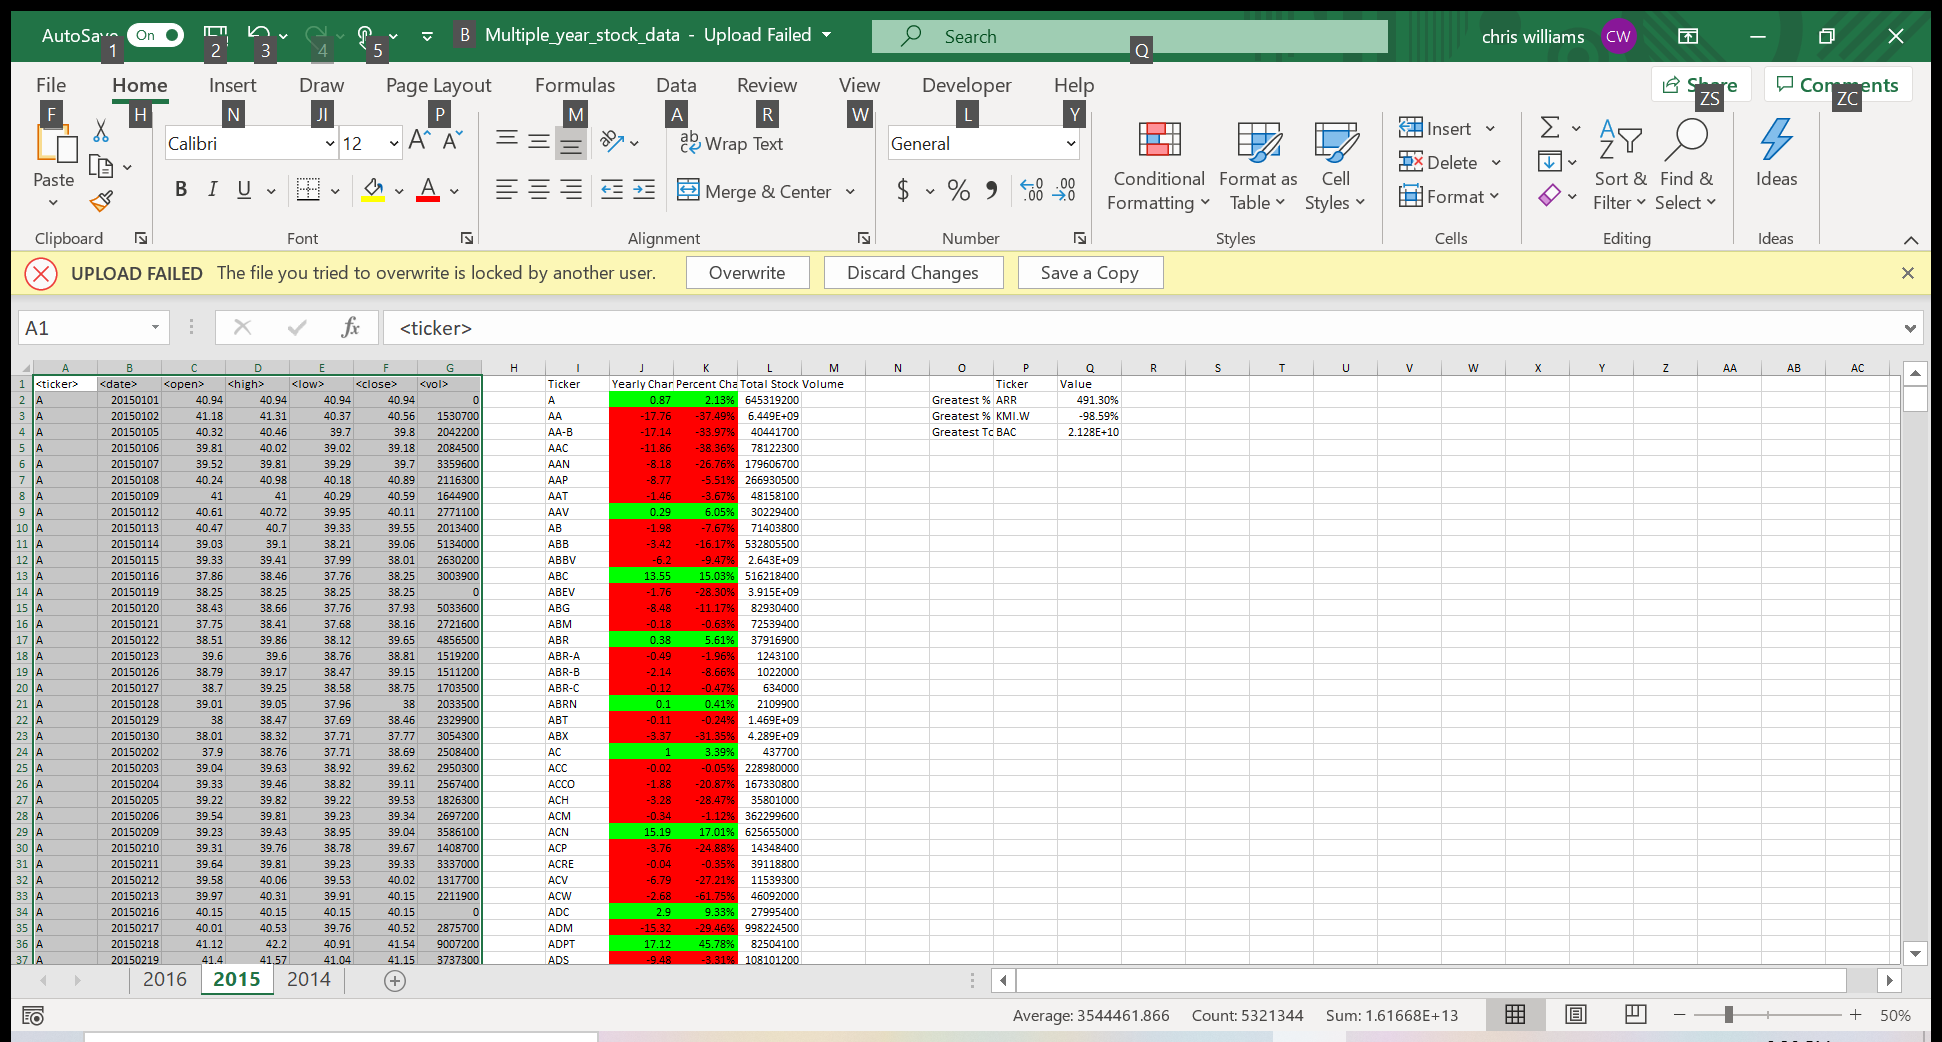 AutoSave On 1 2 3 4 5 B Multiple_year_stock_data - Upload Failed Search Q chris williams CW
File Home Insert Draw Page Layout Formulas Data Review View Developer Help Share Comments
F H N JI P M A R W L Y ZS ZC
Calibri 12 A A ab Wrap Text General Insert
Paste B I U A Merge & Center $ % 9 .00 Conditional Formatting Format as Table Cell Styles Delete Format Sort & Filter Find & Select Ideas
Clipboard Font Alignment Number Styles Cells Editing Ideas
UPLOAD FAILED The file you tried to overwrite is locked by another user. Overwrite Discard Changes Save a Copy
A1 fx <ticker>
A B C D E F G H I J K L M N O P Q R S T U V W X Y Z AA AB AC
1 <ticker> <date> <open> <high> <low> <close> <vol> Ticker Yearly Char Percent Cha Total Stock Volume Ticker Value
2 A 20150101 40.94 40.94 40.94 40.94 0 A 0.87 2.13% 645319200 Greatest % ARR 491.30%
3 A 20150102 41.18 41.31 40.37 40.56 1530700 AA -17.76 -37.49% 6.449E+09 Greatest % KMI.W -98.59%
4 A 20150105 40.32 40.46 39.7 39.8 2042200 AA-B -17.14 -33.97% 40441700 Greatest Tc BAC 2.128E+10
5 A 20150106 39.81 40.02 39.02 39.18 2084500 AAC -11.86 -38.36% 78122300
6 A 20150107 39.52 39.81 39.29 39.7 3359600 AAN -8.18 -26.76% 179606700
7 A 20150108 40.24 40.98 40.18 40.89 2116300 AAP -8.77 -5.51% 266930500
8 A 20150109 41 41 40.29 40.59 1644900 AAT -1.46 -3.67% 48158100
9 A 20150112 40.61 40.72 39.95 40.11 2771100 AAV 0.29 6.05% 30229400
10 A 20150113 40.47 40.7 39.33 39.55 2013400 AB -1.98 -7.67% 71403800
11 A 20150114 39.03 39.1 38.21 39.06 5134000 ABB -3.42 -16.17% 532805500
12 A 20150115 39.33 39.41 37.99 38.01 2630200 ABBV -6.2 -9.47% 2.643E+09
13 A 20150116 37.86 38.46 37.76 38.25 3003900 ABC 13.55 15.03% 516218400
14 A 20150119 38.25 38.25 38.25 38.25 0 ABEV -1.76 -28.30% 3.915E+09
15 A 20150120 38.43 38.66 37.76 37.93 5033600 ABG -8.48 -11.17% 82930400
16 A 20150121 37.75 38.41 37.68 38.16 2721600 ABM -0.18 -0.63% 72539400
17 A 20150122 38.51 39.86 38.12 39.65 4856500 ABR 0.38 5.61% 37916900
18 A 20150123 39.6 39.6 38.76 38.81 1519200 ABR-A -0.49 -1.96% 1243100
19 A 20150126 38.79 39.17 38.47 39.15 1511200 ABR-B -2.14 -8.66% 1022000
20 A 20150127 38.7 39.25 38.58 38.75 1703500 ABR-C -0.12 -0.47% 634000
21 A 20150128 39.01 39.05 37.96 38 2033500 ABRN 0.1 0.41% 2109900
22 A 20150129 38 38.47 37.69 38.46 2329900 ABT -0.11 -0.24% 1.469E+09
23 A 20150130 38.01 38.32 37.71 37.77 3054300 ABX -3.37 -31.35% 4.289E+09
24 A 20150202 37.9 38.76 37.71 38.69 2508400 AC 1 3.39% 437700
25 A 20150203 39.04 39.63 38.92 39.62 2950300 ACC -0.02 -0.05% 228980000
26 A 20150204 39.33 39.46 38.82 39.11 2567400 ACCO -1.88 -20.87% 167330800
27 A 20150205 39.22 39.82 39.22 39.53 1826300 ACH -3.28 -28.47% 35801000
28 A 20150206 39.54 39.81 39.23 39.34 2697200 ACM -0.34 -1.12% 362299600
29 A 20150209 39.23 39.43 38.95 39.04 3586100 ACN 15.19 17.01% 625655000
30 A 20150210 39.31 39.76 38.78 39.67 1408700 ACP -3.76 -24.88% 14348400
31 A 20150211 39.64 39.81 39.23 39.33 3337000 ACRE -0.04 -0.35% 39118800
32 A 20150212 39.58 40.06 39.53 40.02 1317700 ACV -6.79 -27.21% 11539300
33 A 20150213 39.97 40.31 39.91 40.15 2211900 ACW -2.68 -61.75% 46092000
34 A 20150216 40.15 40.15 40.15 40.15 0 ADC 2.9 9.33% 27995400
35 A 20150217 40.01 40.53 39.76 40.52 2875700 ADM -15.32 -29.46% 998224500
36 A 20150218 41.12 42.2 40.91 41.54 9007200 ADPT 17.12 45.78% 82504100
37 A 20150219 41.4 41.57 41.04 41.15 3737300 ADS -9.48 -3.31% 108101200
2016 2015 2014
Average: 3544461.866 Count: 5321344 Sum: 1.61668E+13 50%